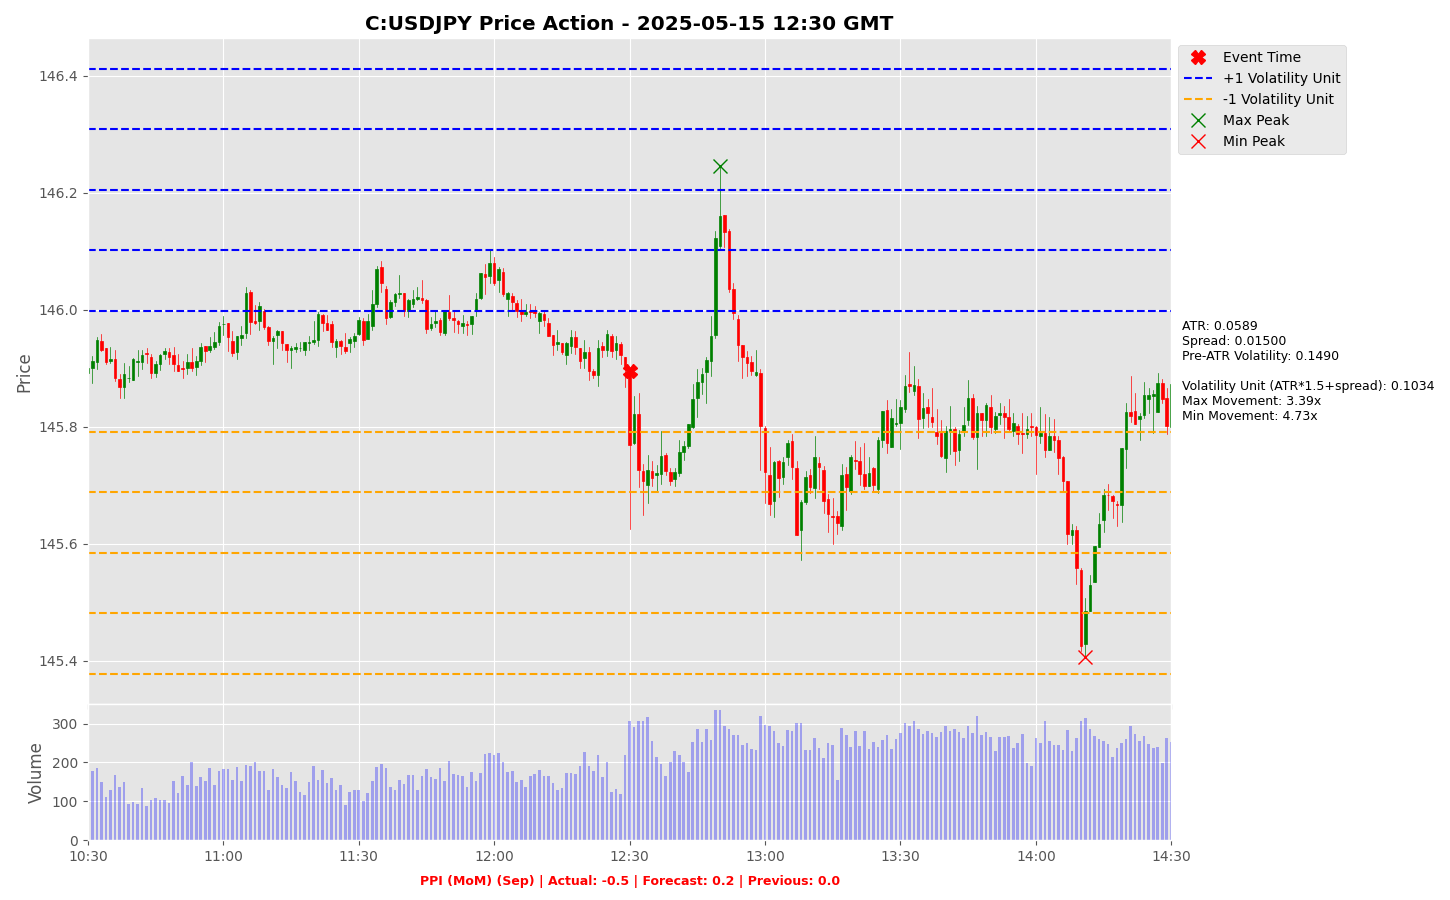 C:USDJPY Price Action - 2025-05-15 12:30 GMT
Event Time
+1 Volatility Unit
-1 Volatility Unit
Max Peak
Min Peak
Price
146.4
146.2
146.0
145.8
145.6
145.4
ATR: 0.0589
Spread: 0.01500
Pre-ATR Volatility: 0.1490
Volatility Unit (ATR*1.5+spread): 0.1034
Max Movement: 3.39x
Min Movement: 4.73x
Volume
300
200
100
0
10:30 11:00 11:30 12:00 12:30 13:00 13:30 14:00 14:30
PPI (MoM) (Sep) | Actual: -0.5 | Forecast: 0.2 | Previous: 0.0